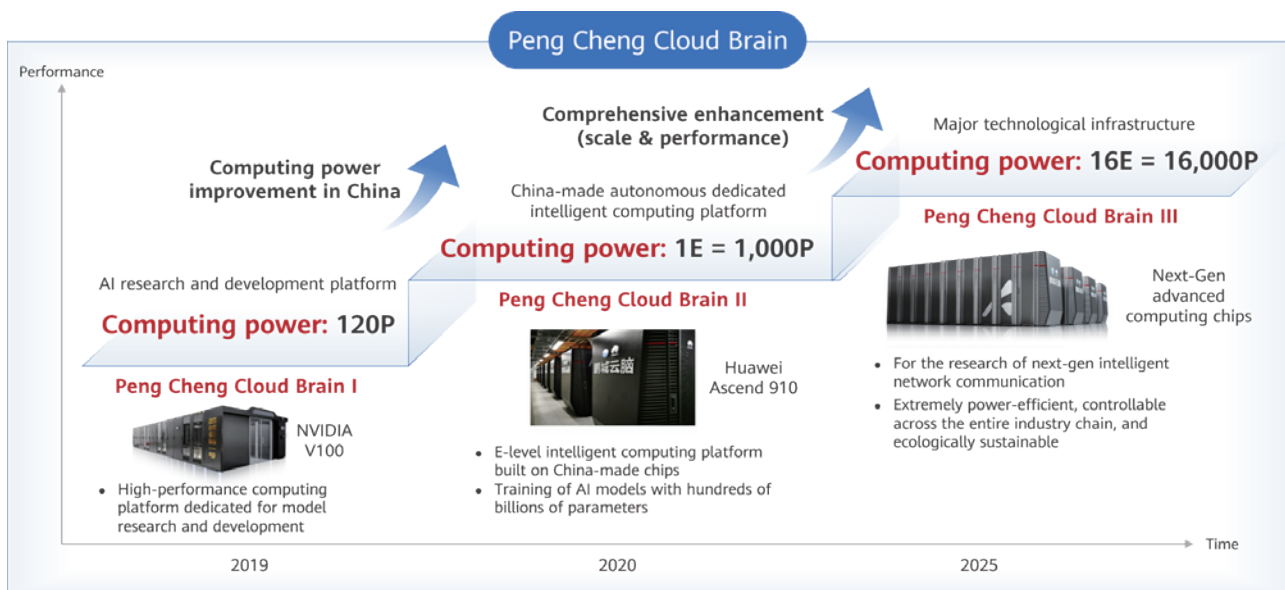 Peng Cheng Cloud Brain
Performance
Computing power
improvement in China
Comprehensive enhancement
(scale & performance)
AI research and development platform
Computing power: 120P
Peng Cheng Cloud Brain I
NVIDIA
V100
• High-performance computing
platform dedicated for model
research and development
China-made autonomous dedicated
intelligent computing platform
Computing power: 1E = 1,000P
Peng Cheng Cloud Brain II
鹏城云脑
Huawei
Ascend 910
• E-level intelligent computing platform
built on China-made chips
• Training of AI models with hundreds of
billions of parameters
Major technological infrastructure
Computing power: 16E = 16,000P
Peng Cheng Cloud Brain III
Next-Gen
advanced
computing chips
• For the research of next-gen intelligent
network communication
• Extremely power-efficient, controllable
across the entire industry chain, and
ecologically sustainable
Time
2019
2020
2025